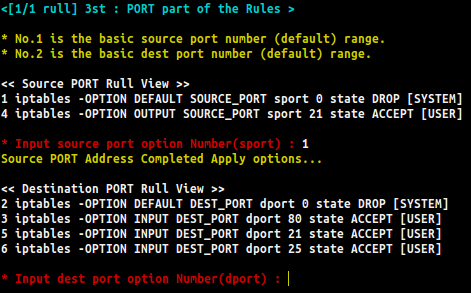 <[1/1 rull] 3st : PORT part of the Rules >
* No.1 is the basic source port number (default) range.
* No.2 is the basic dest port number (default) range.
<< Source PORT Rull View >>
1 iptables -OPTION DEFAULT SOURCE_PORT sport 0 state DROP [SYSTEM]
4 iptables -OPTION OUTPUT SOURCE_PORT sport 21 state ACCEPT [USER]
* Input source port option Number(sport) : 1
Source PORT Address Completed Apply options...
<< Destination PORT Rull View >>
2 iptables -OPTION DEFAULT DEST_PORT dport 0 state DROP [SYSTEM]
3 iptables -OPTION INPUT DEST_PORT dport 80 state ACCEPT [USER]
5 iptables -OPTION INPUT DEST_PORT dport 21 state ACCEPT [USER]
6 iptables -OPTION INPUT DEST_PORT dport 25 state ACCEPT [USER]
* Input dest port option Number(dport) :